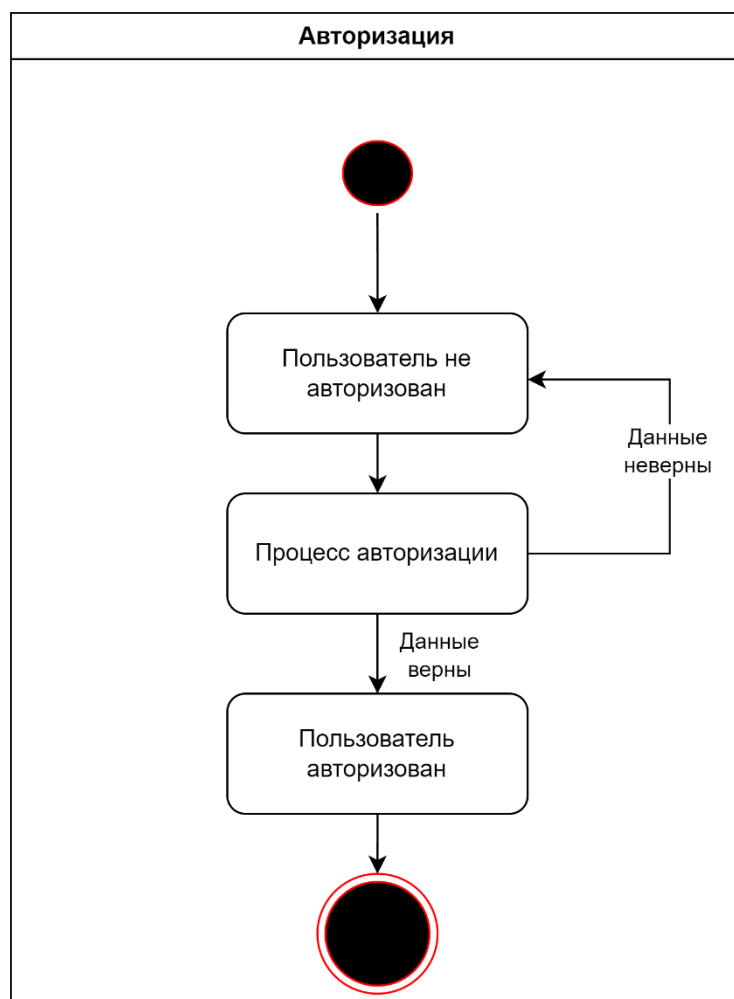 Авторизация
Пользователь не
авторизован
Данные
неверны
Процесс авторизации
Данные
верны
Пользователь
авторизован